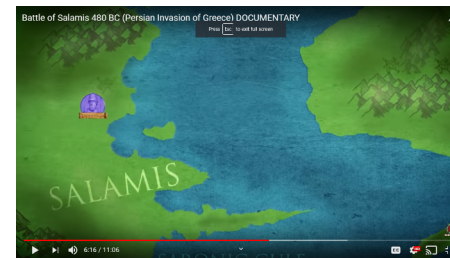 Battle of Salamis 480 BC (Persian Invasion of Greece) DOCUMENTARY
Press Esc to exit full screen
SALAMIS
6:16 / 11:06
CC